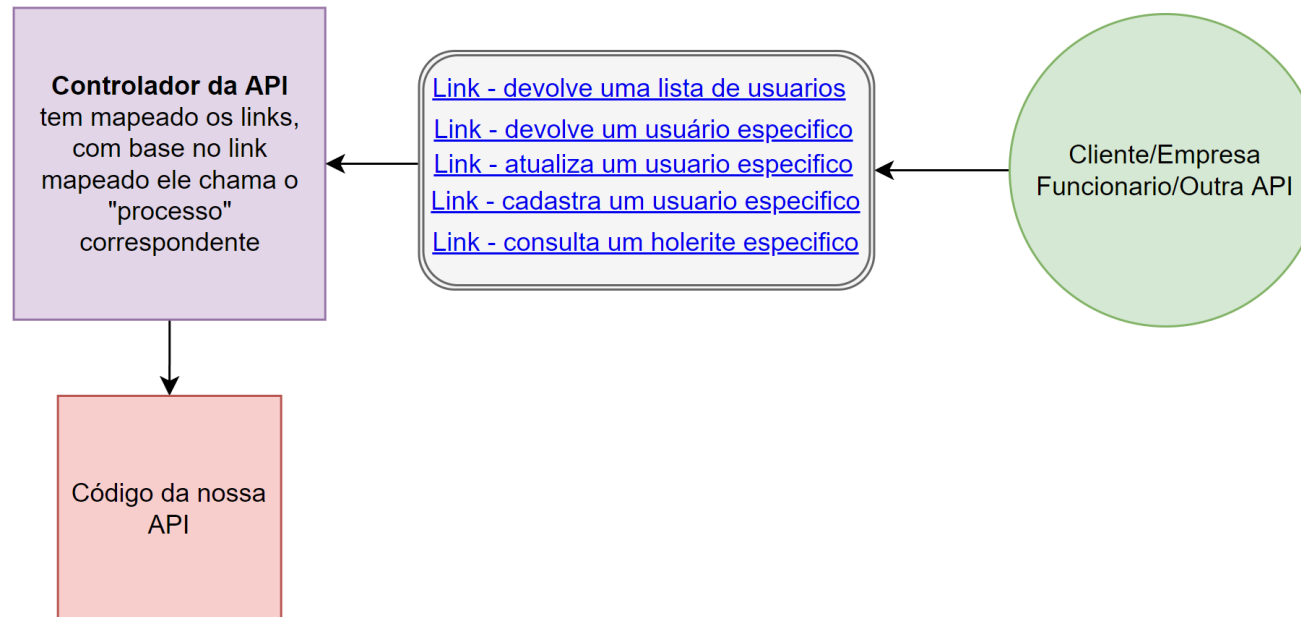 Controlador da API
tem mapeado os links,
com base no link
mapeado ele chama o
"processo"
correspondente
Link - devolve uma lista de usuarios
Link - devolve um usuário especifico
Link - atualiza um usuario especifico
Link - cadastra um usuario especifico
Link - consulta um holerite especifico
Cliente/Empresa
Funcionario/Outra API
Código da nossa
API